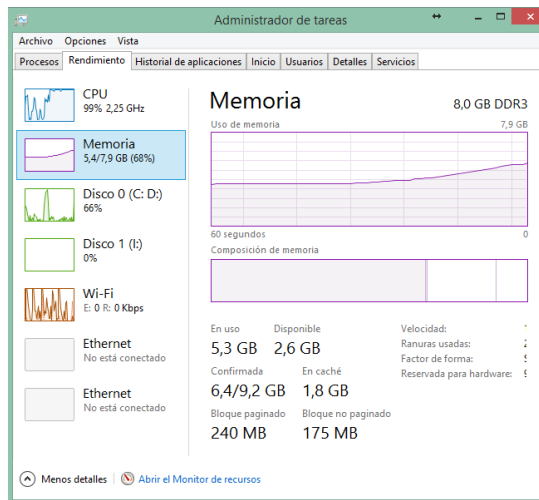 Administrador de tareas
Archivo Opciones Vista
Procesos Rendimiento Historial de aplicaciones Inicio Usuarios Detalles Servicios
CPU
99% 2,25 GHz
Memoria
5,4/7,9 GB (68%)
Disco 0 (C: D:)
66%
Disco 1 (I:)
0%
Wi-Fi
E: 0 R: 0 Kbps
Ethernet
No está conectado
Ethernet
No está conectado
Memoria 8,0 GB DDR3
Uso de memoria 7,9 GB
60 segundos 0
Composición de memoria
En uso Disponible
5,3 GB 2,6 GB
Confirmada En caché
6,4/9,2 GB 1,8 GB
Bloque paginado Bloque no paginado
240 MB 175 MB
Velocidad:
Ranuras usadas:
Factor de forma:
Reservada para hardware:
Menos detalles Abrir el Monitor de recursos